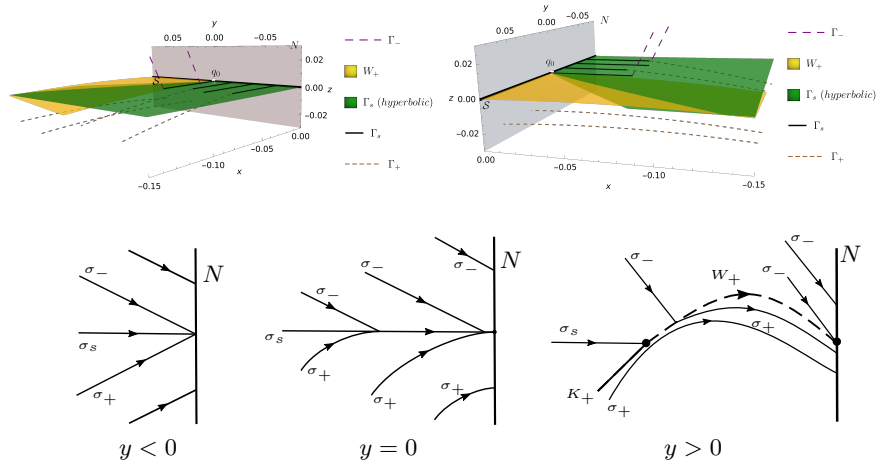 y
0.05 0.00 −0.05
N
0.02
S
q₀
0.00
z
−0.02
−0.05
−0.10
x
−0.15
Γ₋
W₊
Γₛ (hyperbolic)
Γₛ
Γ₊
y
0.05 0.00 −0.05
N
0.02
q₀
z 0.00
S
−0.02
0.00
−0.05
−0.10
−0.15
x
Γ₋
W₊
Γₛ (hyperbolic)
Γₛ
Γ₊
σ₋
N
σₛ
σ₊
y < 0
σ₋
σ₋
σ₋
N
σₛ
σ₊
σ₊
σ₊
y = 0
σ₋
σ₋
σ₋
W₊
N
σₛ
σ₊
K₊
σ₊
y > 0